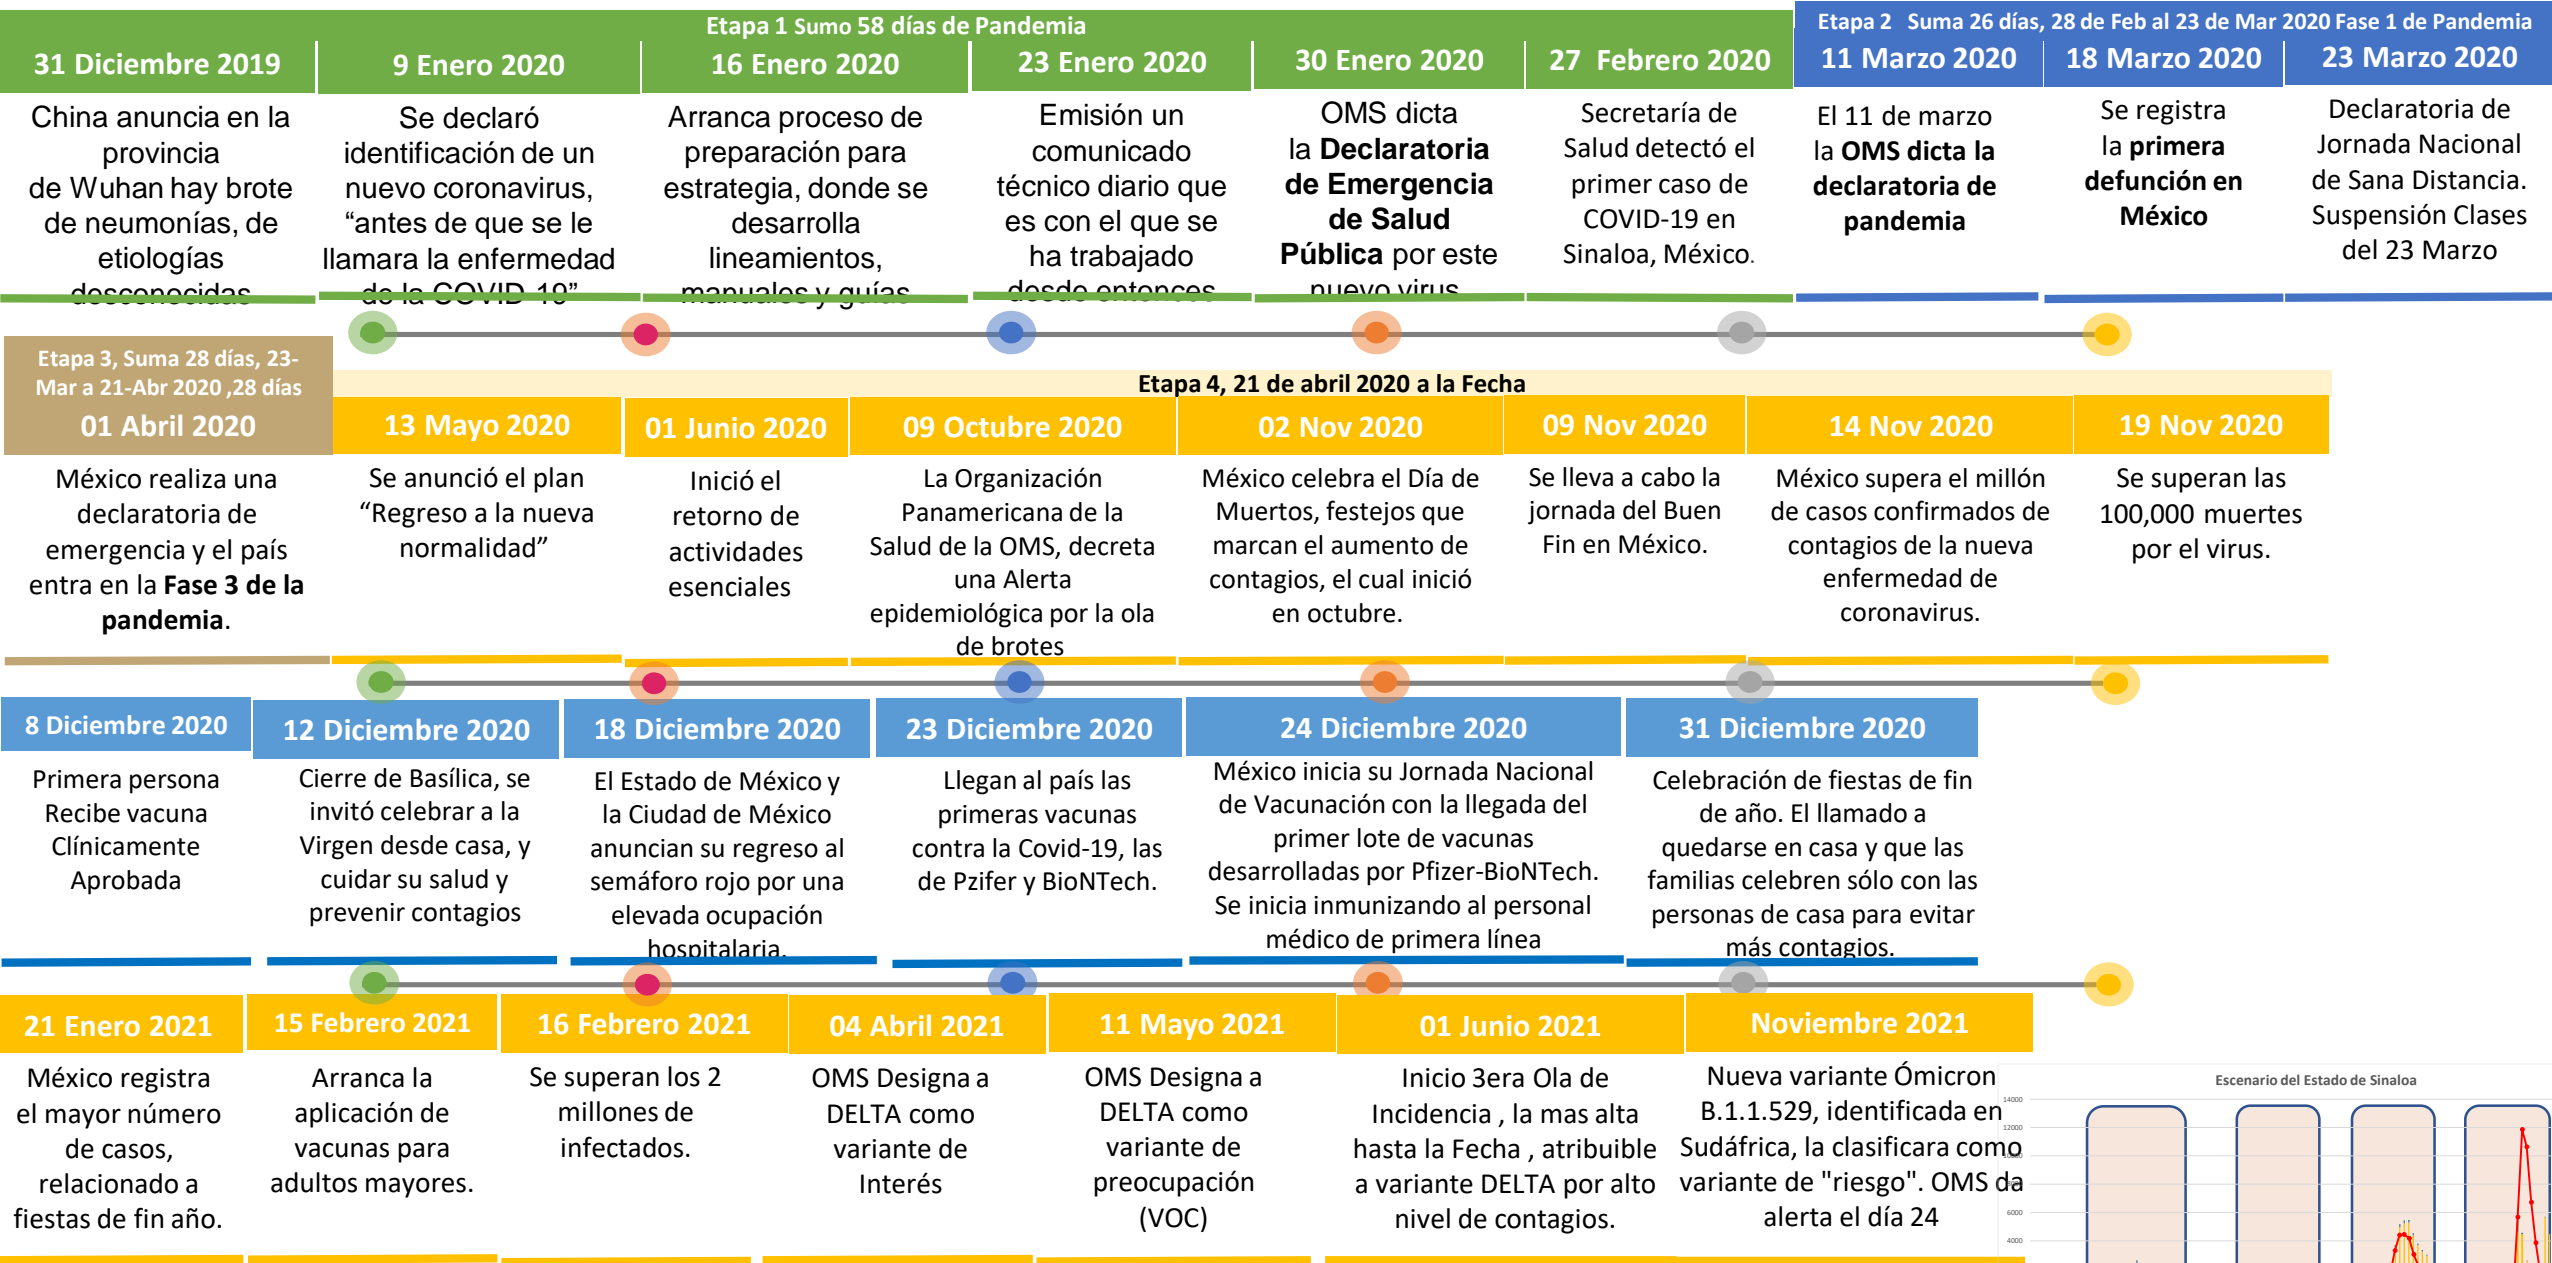 Etapa 1 Sumo 58 días de Pandemia
Etapa 2 Suma 26 días, 28 de Feb al 23 de Mar 2020 Fase 1 de Pandemia
31 Diciembre 2019
China anuncia en la
provincia
de Wuhan hay brote
de neumonías, de
etiologías
desconocidas
9 Enero 2020
Se declaró
identificación de un
nuevo coronavirus,
“antes de que se le
llamara la enfermedad
de la COVID-19”
16 Enero 2020
Arranca proceso de
preparación para
estrategia, donde se
desarrolla
lineamientos,
manuales y guías
23 Enero 2020
Emisión un
comunicado
técnico diario que
es con el que se
ha trabajado
desde entonces
30 Enero 2020
OMS dicta
la Declaratoria
de Emergencia
de Salud
Pública por este
nuevo virus
27 Febrero 2020
Secretaría de
Salud detectó el
primer caso de
COVID-19 en
Sinaloa, México.
11 Marzo 2020
El 11 de marzo
la OMS dicta la
declaratoria de
pandemia
18 Marzo 2020
Se registra
la primera
defunción en
México
23 Marzo 2020
Declaratoria de
Jornada Nacional
de Sana Distancia.
Suspensión Clases
del 23 Marzo
Etapa 3, Suma 28 días, 23-
Mar a 21-Abr 2020 ,28 días
01 Abril 2020
México realiza una
declaratoria de
emergencia y el país
entra en la Fase 3 de la
pandemia.
Etapa 4, 21 de abril 2020 a la Fecha
13 Mayo 2020
Se anunció el plan
“Regreso a la nueva
normalidad”
01 Junio 2020
Inició el
retorno de
actividades
esenciales
09 Octubre 2020
La Organización
Panamericana de la
Salud de la OMS, decreta
una Alerta
epidemiológica por la ola
de brotes
02 Nov 2020
México celebra el Día de
Muertos, festejos que
marcan el aumento de
contagios, el cual inició
en octubre.
09 Nov 2020
Se lleva a cabo la
jornada del Buen
Fin en México.
14 Nov 2020
México supera el millón
de casos confirmados de
contagios de la nueva
enfermedad de
coronavirus.
19 Nov 2020
Se superan las
100,000 muertes
por el virus.
8 Diciembre 2020
Primera persona
Recibe vacuna
Clínicamente
Aprobada
12 Diciembre 2020
Cierre de Basílica, se
invitó celebrar a la
Virgen desde casa, y
cuidar su salud y
prevenir contagios
18 Diciembre 2020
El Estado de México y
la Ciudad de México
anuncian su regreso al
semáforo rojo por una
elevada ocupación
hospitalaria.
23 Diciembre 2020
Llegan al país las
primeras vacunas
contra la Covid-19, las
de Pzifer y BioNTech.
24 Diciembre 2020
México inicia su Jornada Nacional
de Vacunación con la llegada del
primer lote de vacunas
desarrolladas por Pfizer-BioNTech.
Se inicia inmunizando al personal
médico de primera línea
31 Diciembre 2020
Celebración de fiestas de fin
de año. El llamado a
quedarse en casa y que las
familias celebren sólo con las
personas de casa para evitar
más contagios.
21 Enero 2021
México registra
el mayor número
de casos,
relacionado a
fiestas de fin año.
15 Febrero 2021
Arranca la
aplicación de
vacunas para
adultos mayores.
16 Febrero 2021
Se superan los 2
millones de
infectados.
04 Abril 2021
OMS Designa a
DELTA como
variante de
Interés
11 Mayo 2021
OMS Designa a
DELTA como
variante de
preocupación
(VOC)
01 Junio 2021
Inicio 3era Ola de
Incidencia , la mas alta
hasta la Fecha , atribuible
a variante DELTA por alto
nivel de contagios.
Noviembre 2021
Nueva variante Ómicron
B.1.1.529, identificada en
Sudáfrica, la clasificara como
variante de "riesgo". OMS da
alerta el día 24
Escenario del Estado de Sinaloa
14000
12000
10000
6000
4000